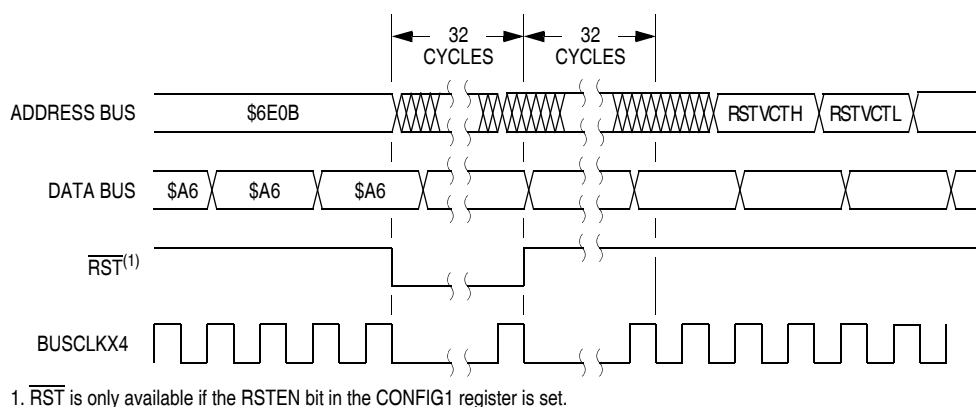 32
CYCLES
32
CYCLES
ADDRESS BUS
$6E0B
RSTVCTH
RSTVCTL
DATA BUS
$A6
$A6
$A6
RST(1)
BUSCLKX4
1. RST is only available if the RSTEN bit in the CONFIG1 register is set.